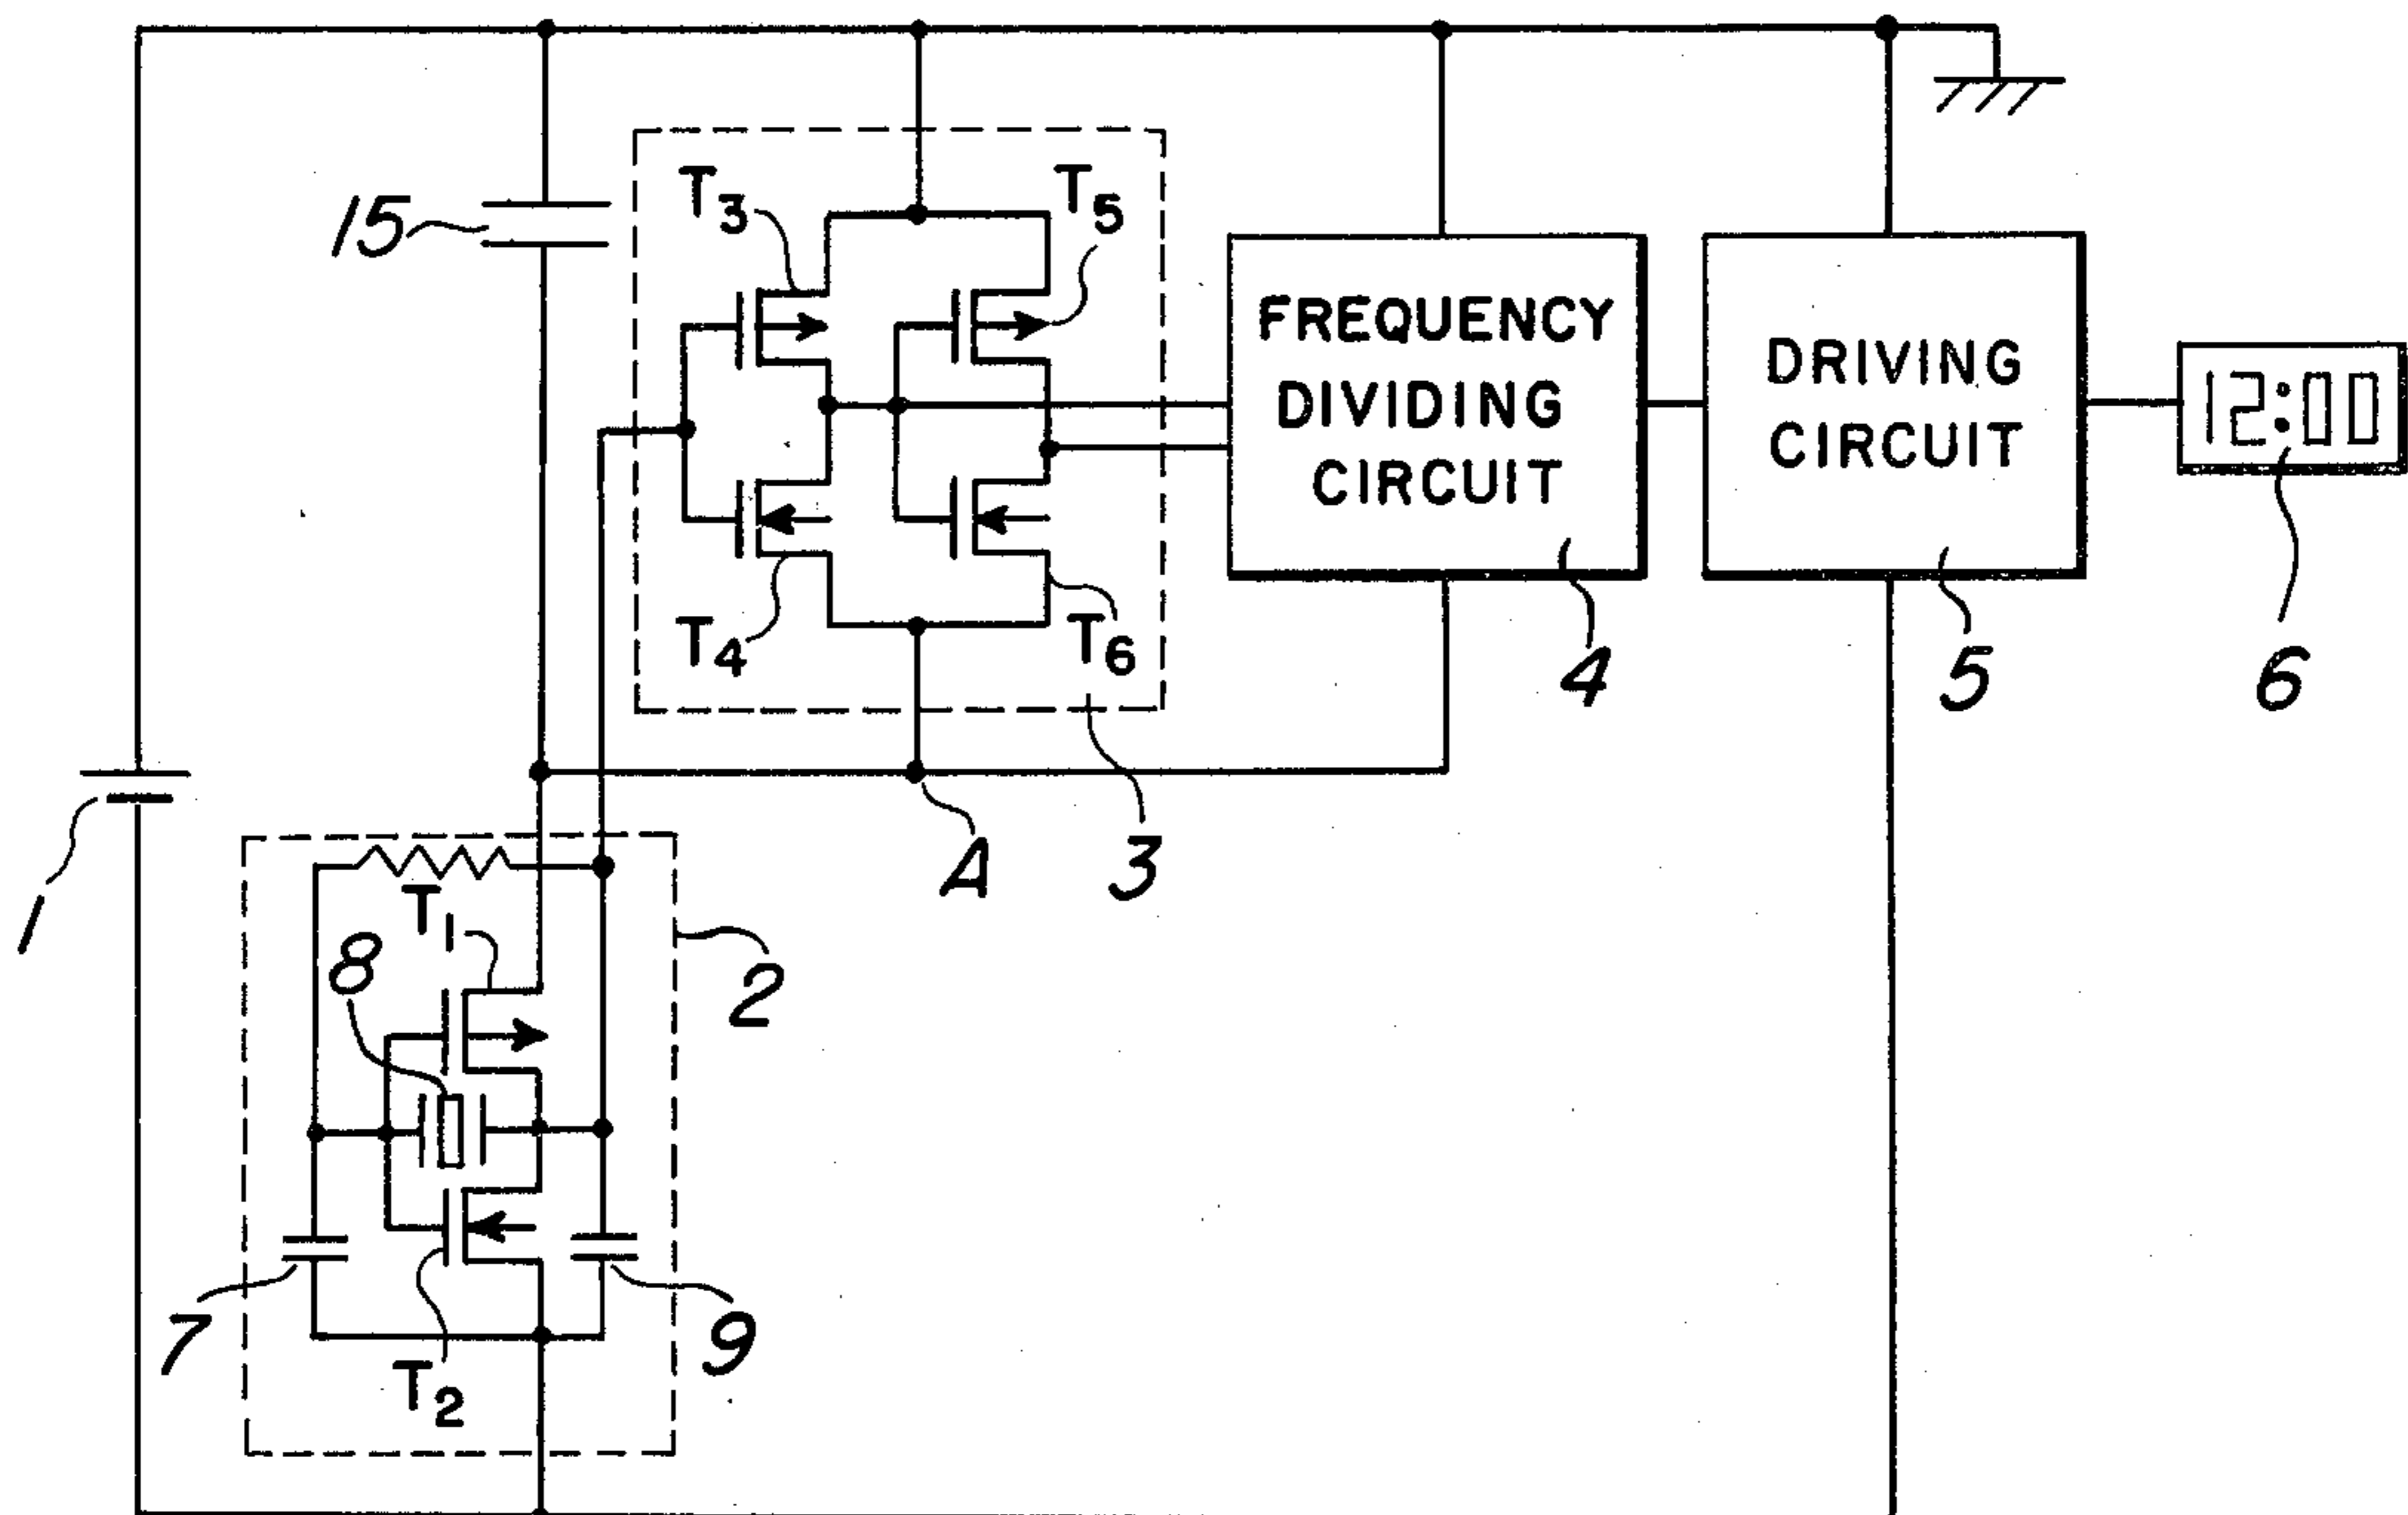 15
T3
T5
FREQUENCY
DIVIDING
CIRCUIT
DRIVING
CIRCUIT
12:00
T4
T6
4
5
6
1
A
3
T1
8
2
7
9
T2